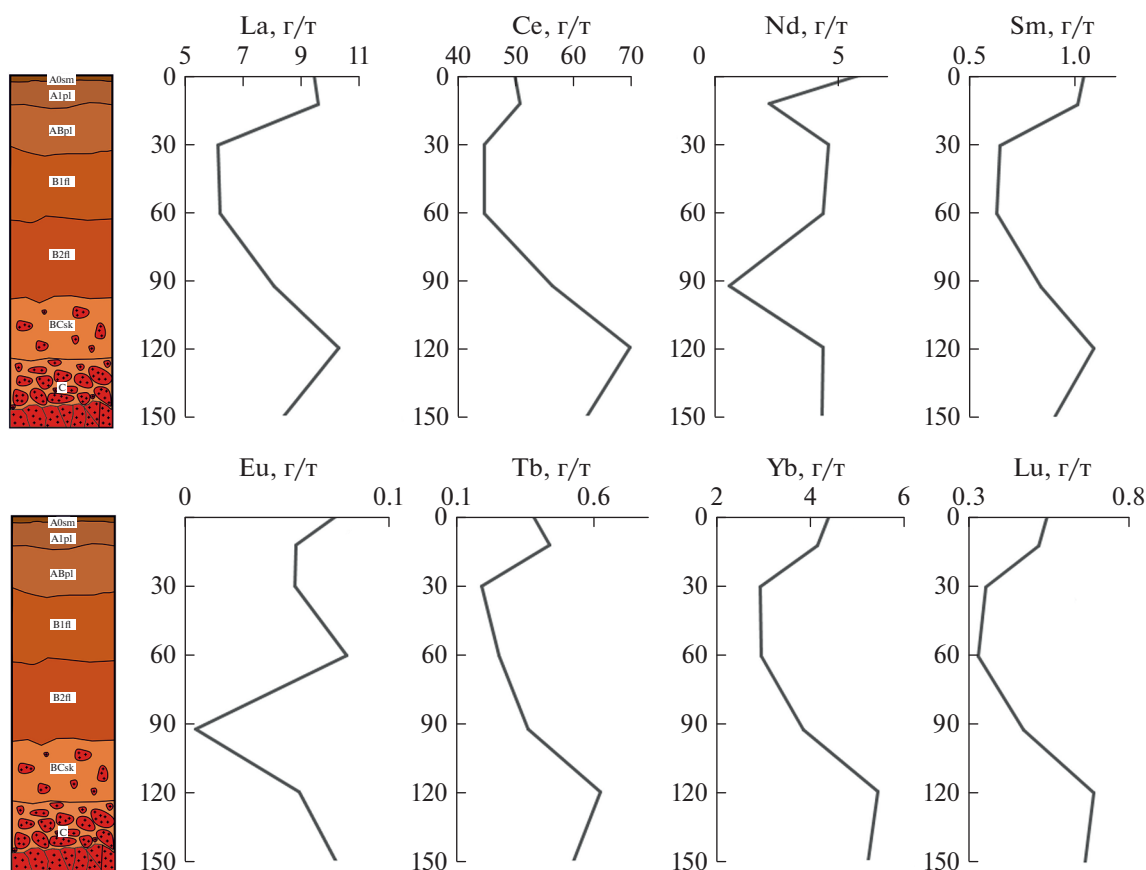 La, г/т
Ce, г/т
Nd, г/т
Sm, г/т
5 7 9 11
40 50 60 70
0 5
0.5 1.0
0 0 0 0
30 30 30 30
60 60 60 60
90 90 90 90
120 120 120 120
150 150 150 150
A0sm
A1pl
ABpl
B1fl
B2fl
BCsk
C
Eu, г/т
Tb, г/т
Yb, г/т
Lu, г/т
0 0.1
0.1 0.6
2 4 6
0.3 0.8
0 0 0
30 30 30 30
60 60 60 60
90 90 90 90
120 120 120 120
150 150 150 150
A0sm
A1pl
ABpl
B1fl
B2fl
BCsk
C